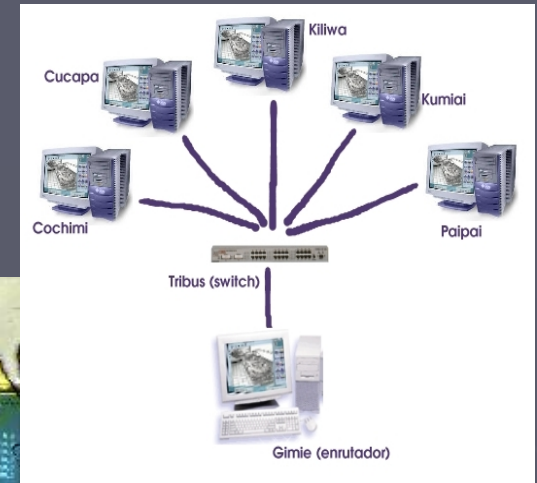 Kiliwa
Cucapa
Kumiai
Cochimi
Paipai
Tribus (switch)
Gimie (enrutador)